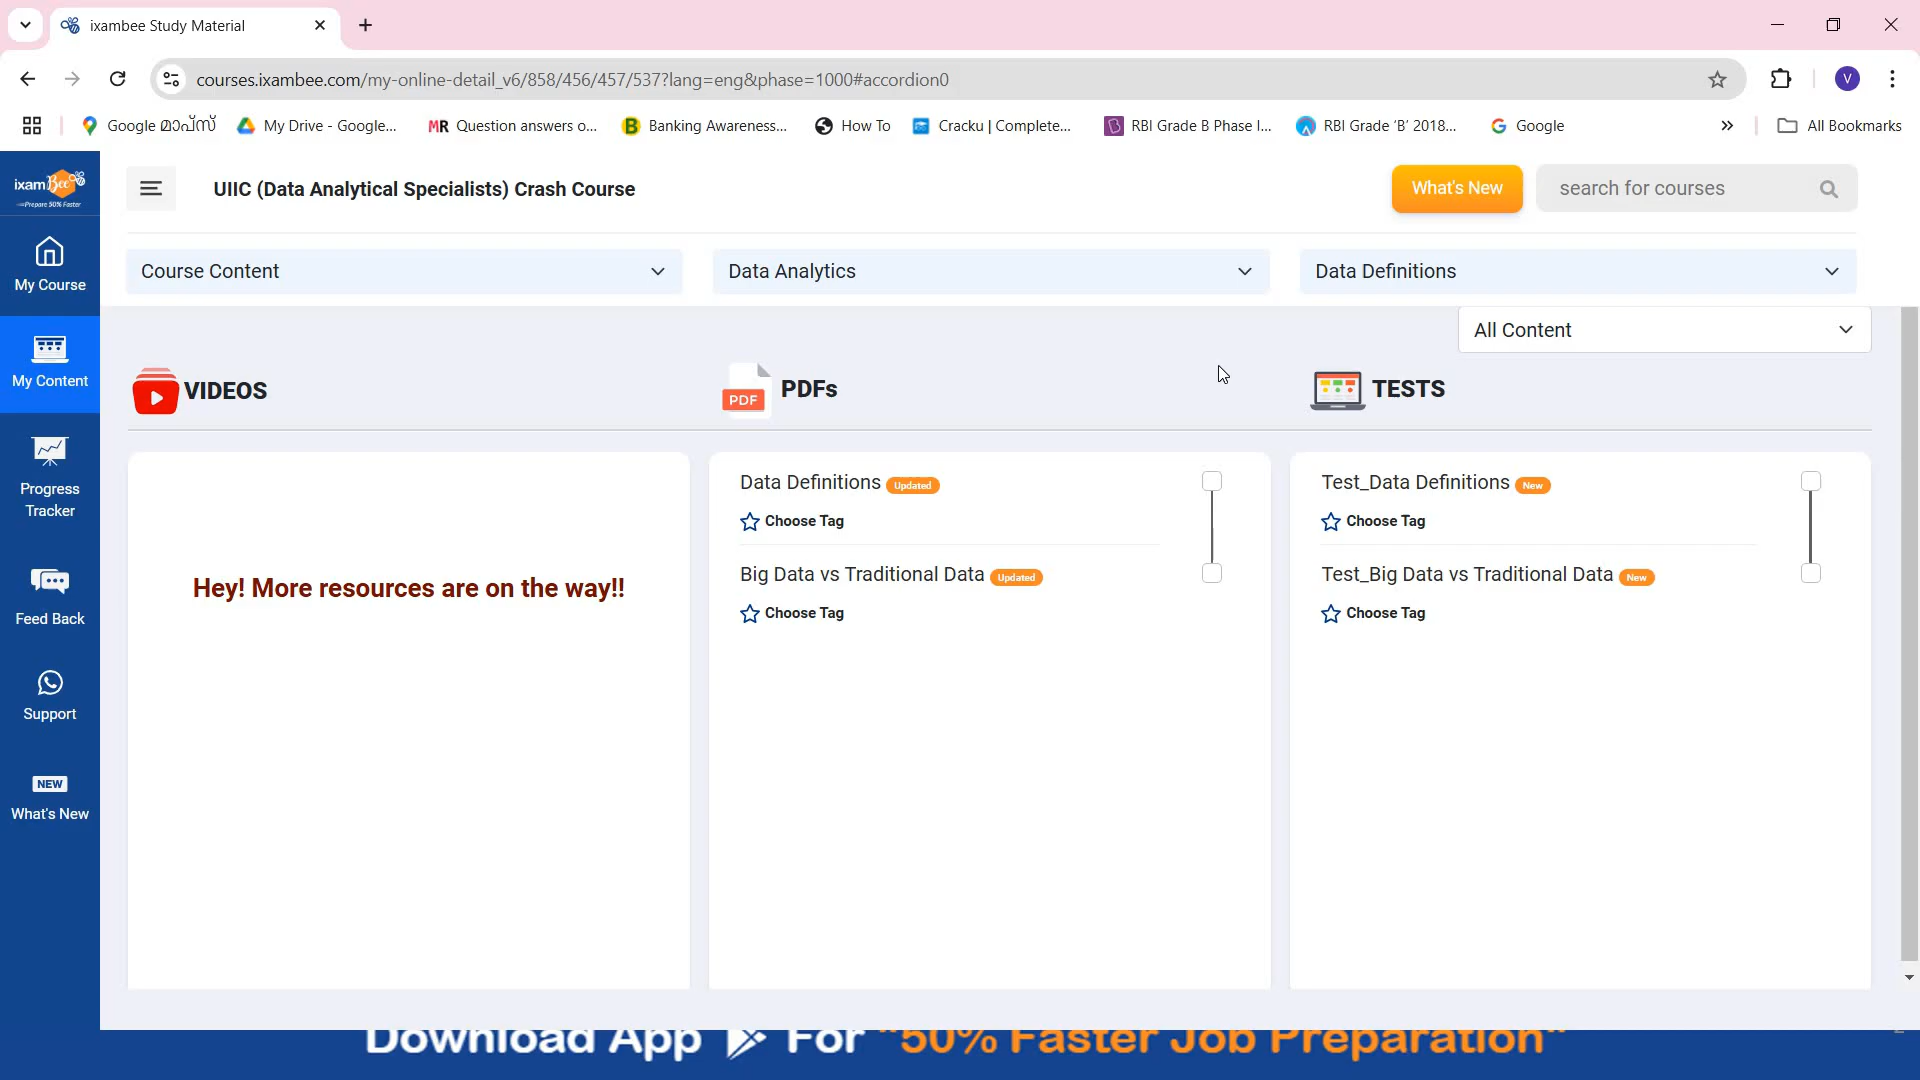 ixambee Study Material
courses.ixambee.com/my-online-detail_v6/858/456/457/537?lang=eng&phase=1000#accordion0
V
Google മാപ്സ്
My Drive - Google...
MR Question answers o...
Banking Awareness...
How To
Cracku | Complete...
RBI Grade B Phase I...
RBI Grade ‘B’ 2018...
Google
All Bookmarks
ixamBee
Prepare 50% Faster
UIIC (Data Analytical Specialists) Crash Course
What's New
search for courses
Course Content
Data Analytics
Data Definitions
All Content
My Course
My Content
Progress
Tracker
Feed Back
Support
NEW
What's New
VIDEOS
Hey! More resources are on the way!!
PDF
PDFs
Data Definitions Updated
Choose Tag
Big Data vs Traditional Data Updated
Choose Tag
TESTS
Test_Data Definitions New
Choose Tag
Test_Big Data vs Traditional Data New
Choose Tag
Download App For "50% Faster Job Preparation"